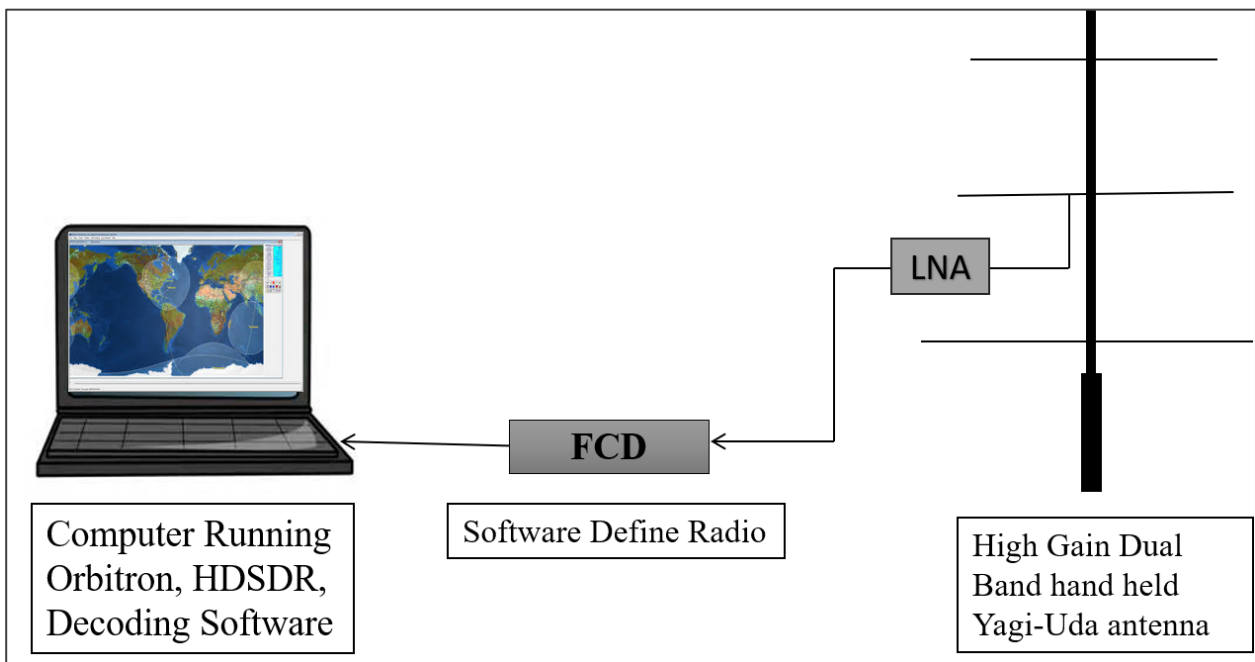 LNA
FCD
Computer Running
Orbitron, HDSDR,
Decoding Software
Software Define Radio
High Gain Dual
Band hand held
Yagi-Uda antenna